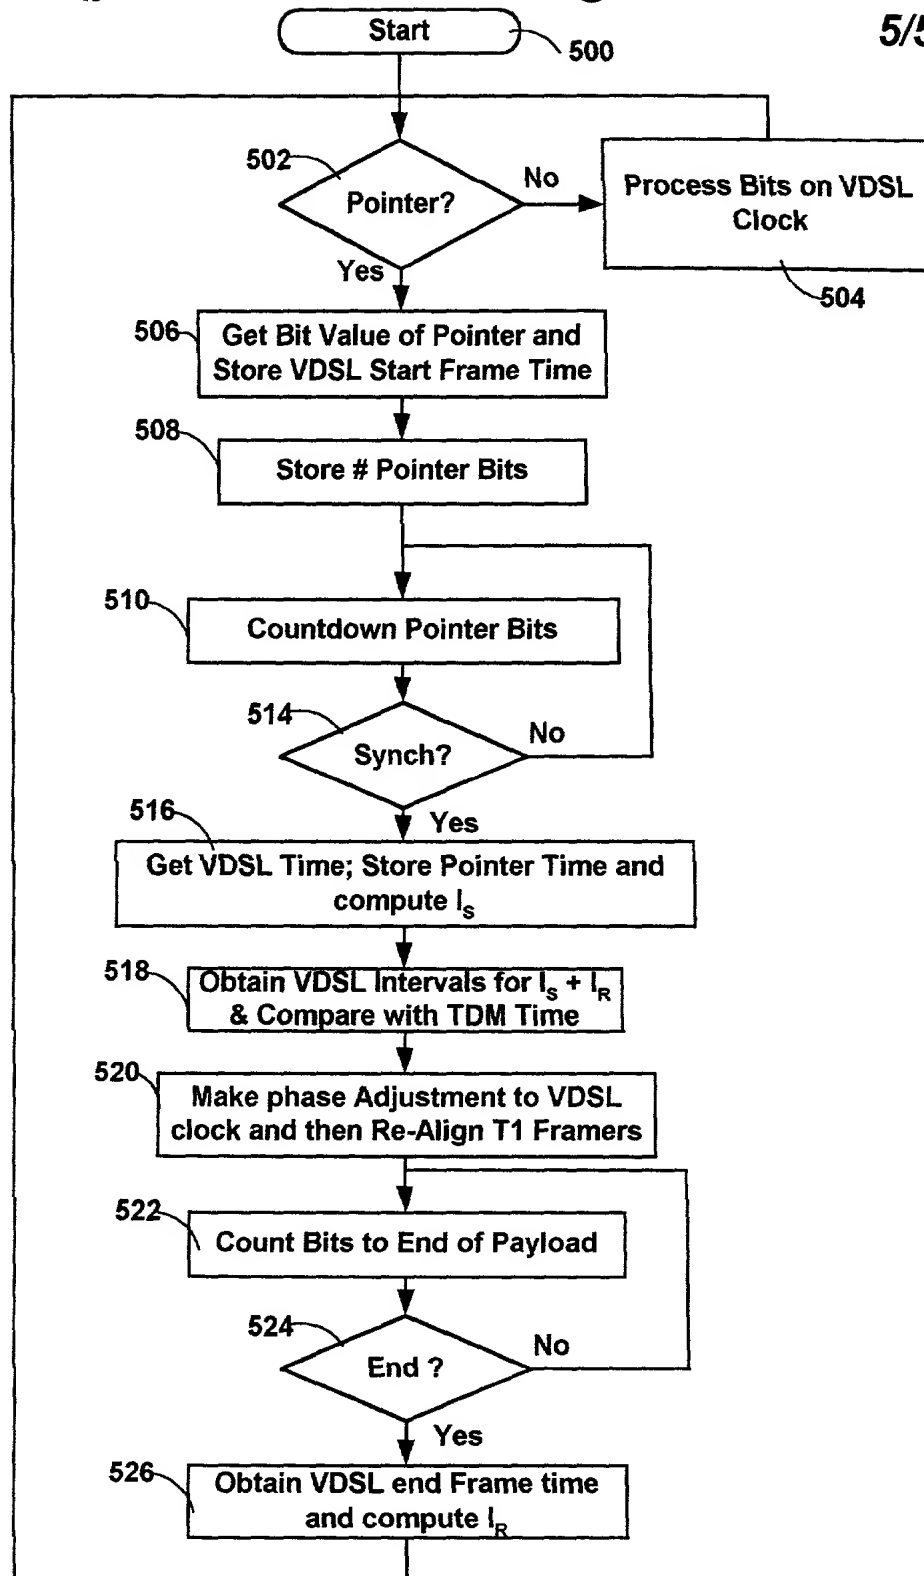 5/5
Start
500
502
Pointer?
No
Process Bits on VDSL
Clock
504
Yes
506
Get Bit Value of Pointer and
Store VDSL Start Frame Time
508
Store # Pointer Bits
510
Countdown Pointer Bits
514
Synch?
No
Yes
516
Get VDSL Time; Store Pointer Time and
compute I_S
518
Obtain VDSL Intervals for I_S + I_R
& Compare with TDM Time
520
Make phase Adjustment to VDSL
clock and then Re-Align T1 Framers
522
Count Bits to End of Payload
524
End ?
No
Yes
526
Obtain VDSL end Frame time
and compute I_R